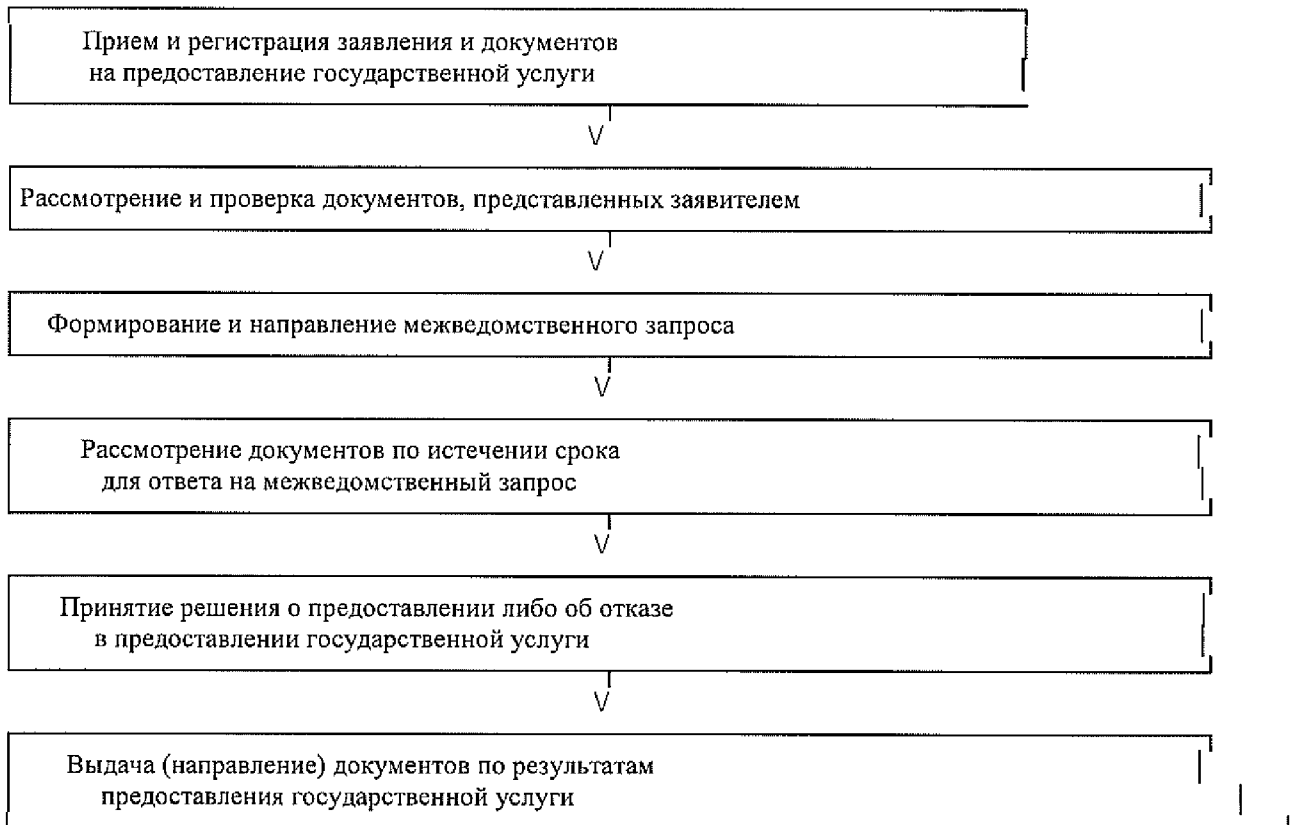 Прием и регистрация заявления и документов
на предоставление государственной услуги
V
Рассмотрение и проверка документов, представленных заявителем
V
Формирование и направление межведомственного запроса
V
Рассмотрение документов по истечении срока
для ответа на межведомственный запрос
V
Принятие решения о предоставлении либо об отказе
в предоставлении государственной услуги
V
Выдача (направление) документов по результатам
предоставления государственной услуги